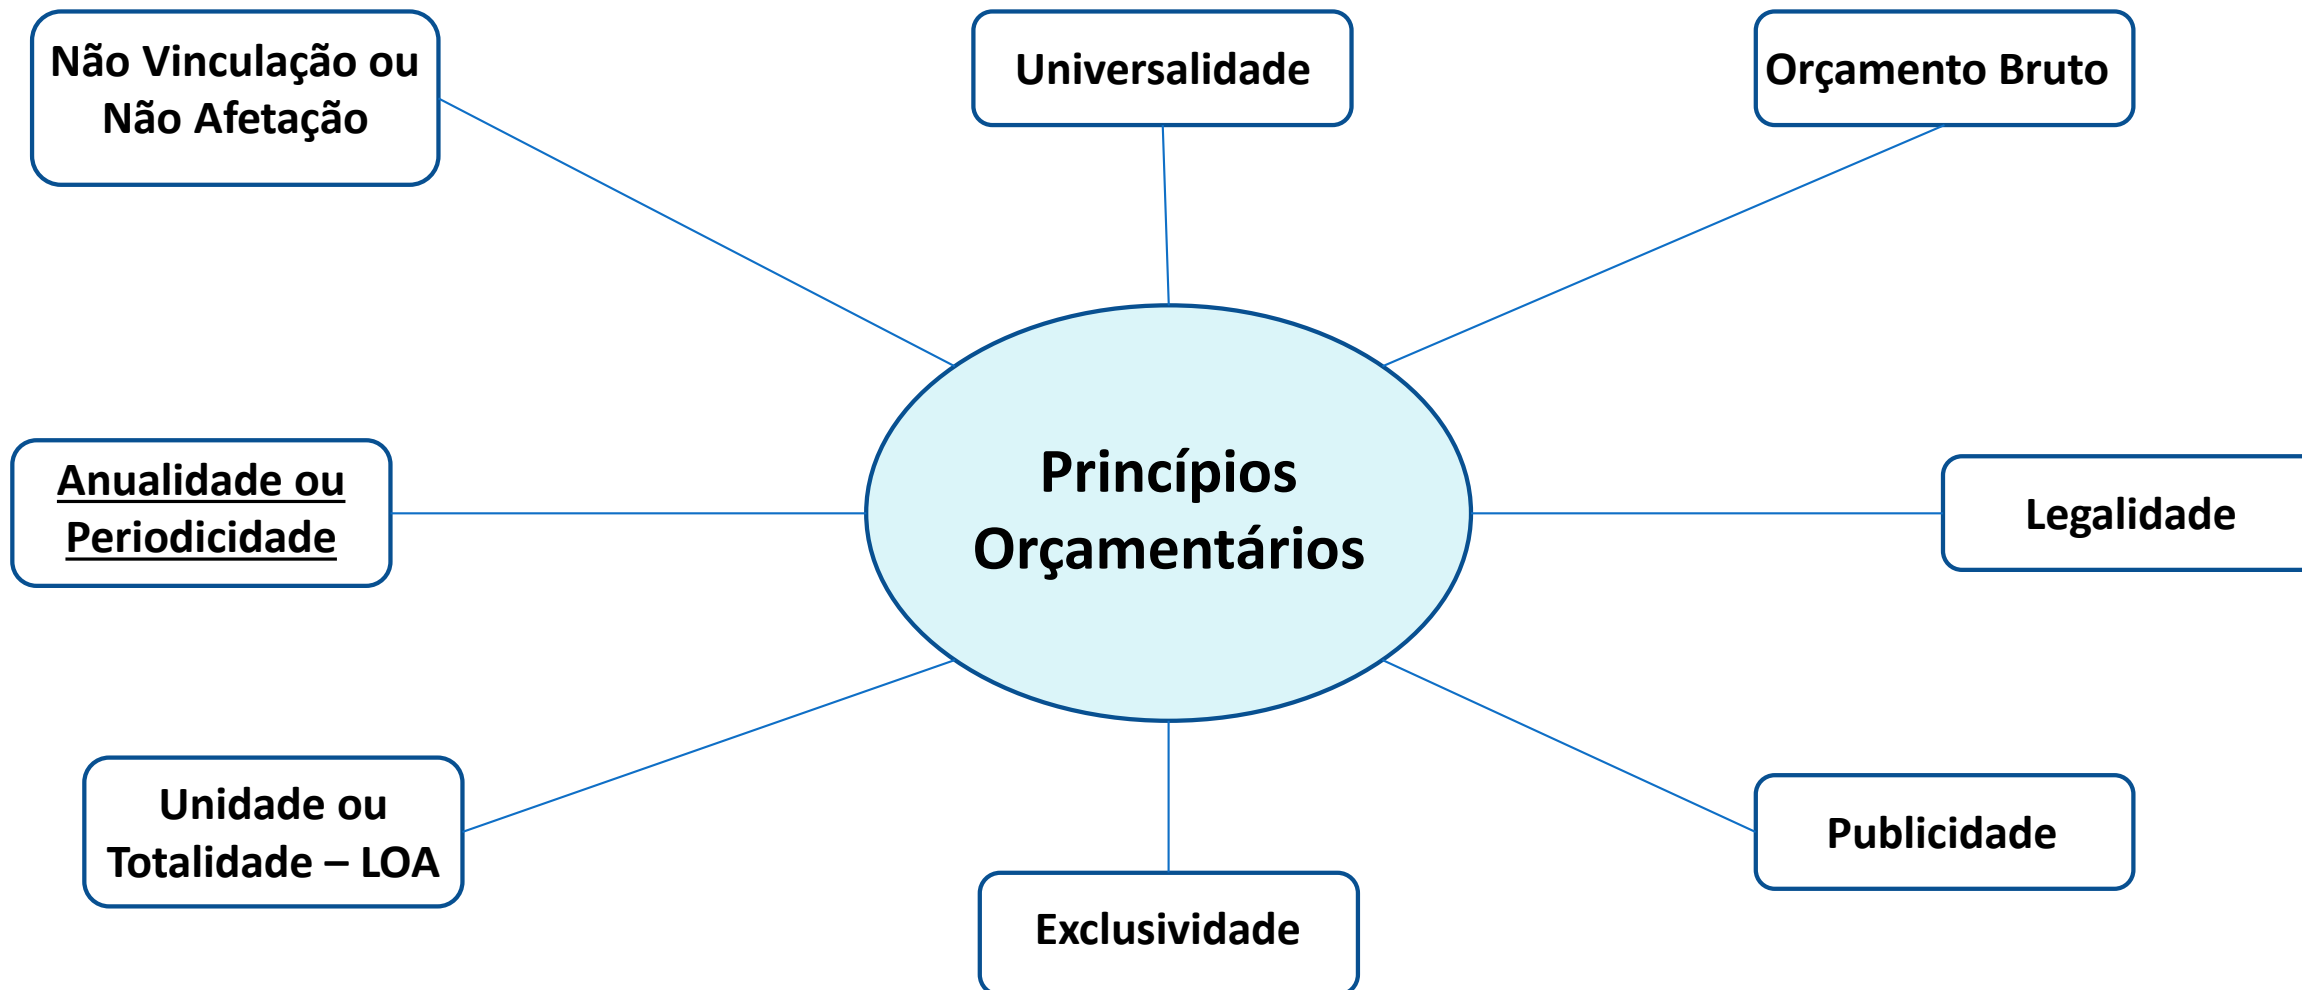 Não Vinculação ou
Não Afetação
Universalidade
Orçamento Bruto
Anualidade ou
Periodicidade
Princípios
Orçamentários
Legalidade
Unidade ou
Totalidade – LOA
Publicidade
Exclusividade